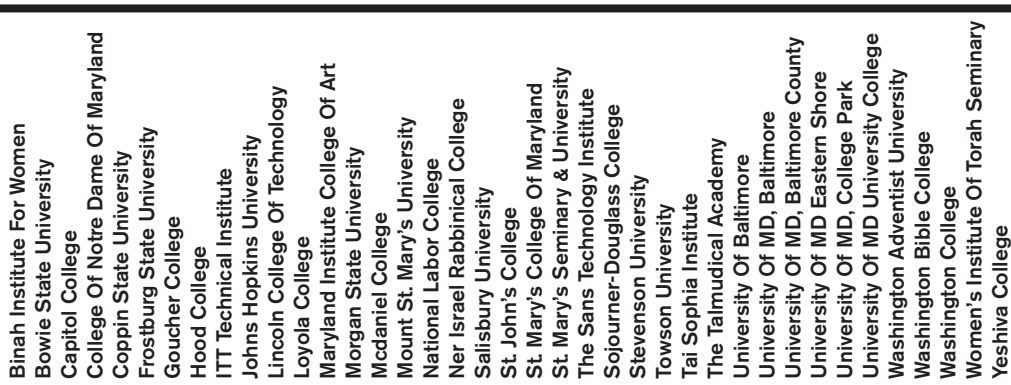 Binah Institute For Women
Bowie State University
Capitol College
College Of Notre Dame Of Maryland
Coppin State University
Frostburg State University
Goucher College
Hood College
ITT Technical Institute
Johns Hopkins University
Lincoln College Of Technology
Loyola College
Maryland Institute College Of Art
Morgan State University
Mcdaniel College
Mount St. Mary's University
National Labor College
Ner Israel Rabbinical College
Salisbury University
St. John's College
St. Mary's College Of Maryland
St. Mary's Seminary & University
The Sans Technology Institute
Sojourner-Douglass College
Stevenson University
Towson University
Tai Sophia Institute
The Talmudical Academy
University Of Baltimore
University Of MD, Baltimore
University Of MD, Baltimore County
University Of MD Eastern Shore
University Of MD, College Park
University Of MD University College
Washington Adventist University
Washington Bible College
Washington College
Women's Institute Of Torah Seminary
Yeshiva College